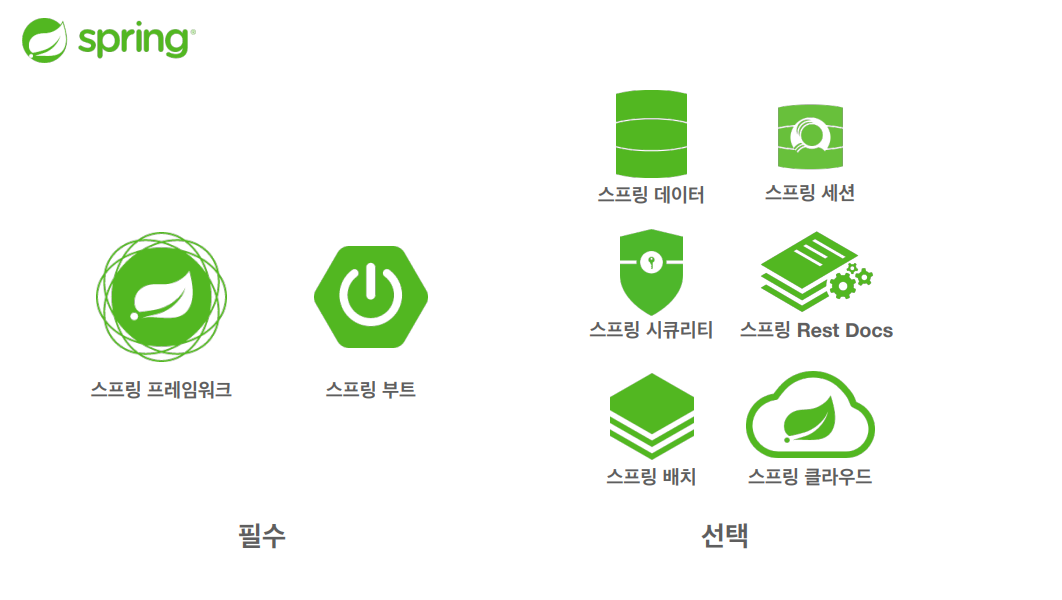 spring
스프링 데이터
스프링 세션
스프링 시큐리티
스프링 Rest Docs
스프링 프레임워크
스프링 부트
스프링 배치
스프링 클라우드
필수
선택